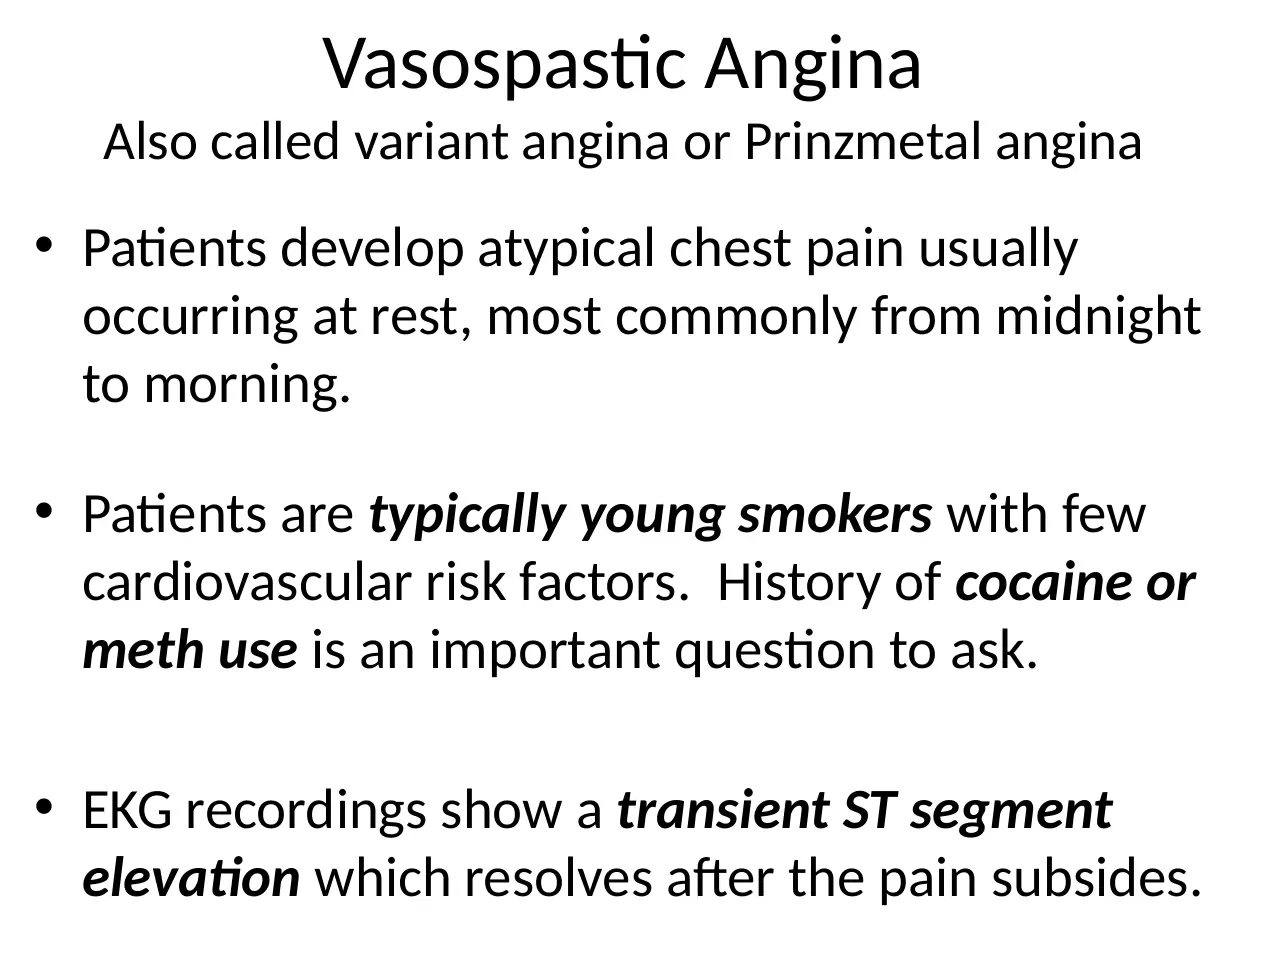 Vasospastic Angina
Also called variant angina or Prinzmetal angina
• Patients develop atypical chest pain usually
occurring at rest, most commonly from midnight
to morning.
• Patients are typically young smokers with few
cardiovascular risk factors.  History of cocaine or
meth use is an important question to ask.
• EKG recordings show a transient ST segment
elevation which resolves after the pain subsides.